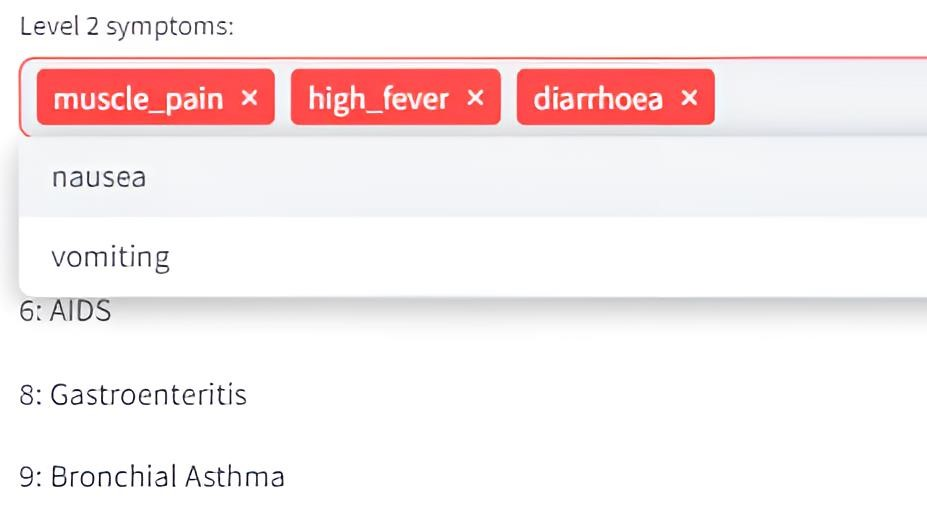 Level 2 symptoms:
muscle_pain × high_fever × diarrhoea ×
nausea
vomiting
6: AIDS
8: Gastroenteritis
9: Bronchial Asthma